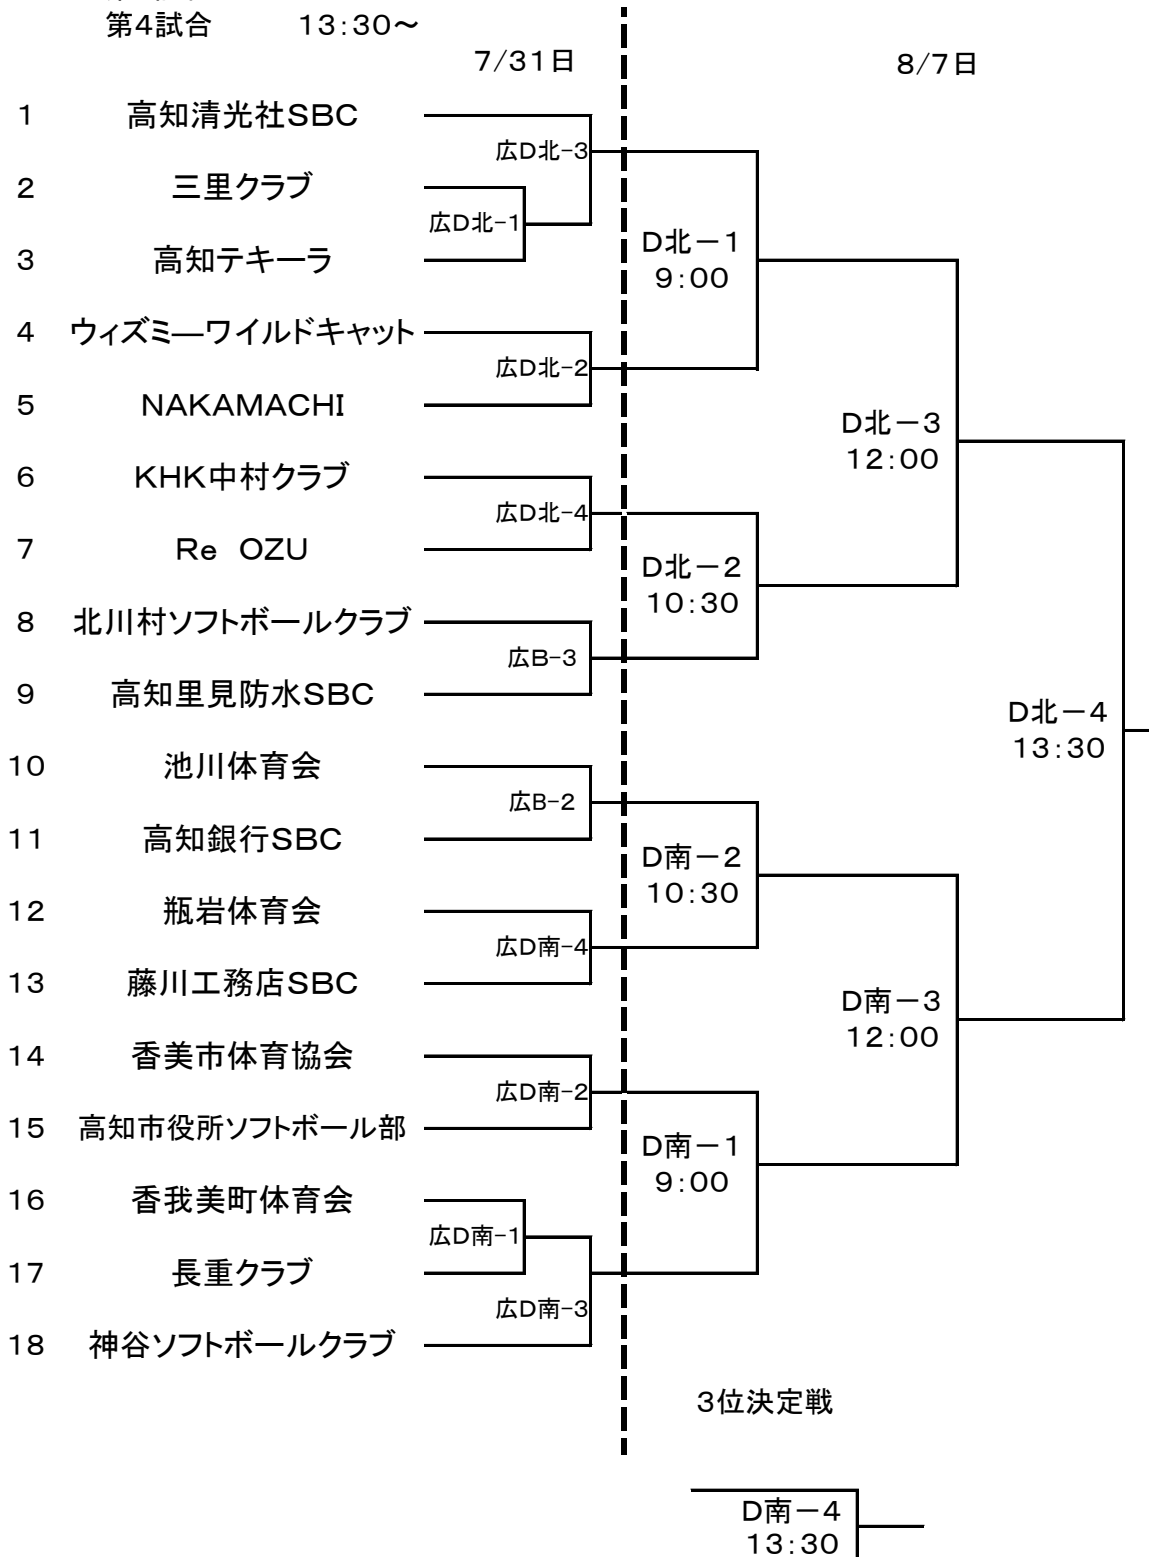 第4試合 13:30～
7/31日 8/7日
1 高知清光社SBC
広D北-3
2 三里クラブ
広D北-1
D北－1
9:00
3 高知テキーラ
4 ウィズミ―ワイルドキャット
広D北-2
5 NAKAMACHI
D北－3
12:00
6 KHK中村クラブ
広D北-4
7 Re OZU
D北－2
10:30
8 北川村ソフトボールクラブ
広B-3
9 高知里見防水SBC
D北－4
13:30
10 池川体育会
広B-2
11 高知銀行SBC
D南－2
10:30
12 瓶岩体育会
広D南-4
13 藤川工務店SBC
D南－3
12:00
14 香美市体育協会
広D南-2
15 高知市役所ソフトボール部
D南－1
9:00
16 香我美町体育会
広D南-1
17 長重クラブ
広D南-3
18 神谷ソフトボールクラブ
3位決定戦
D南－4
13:30